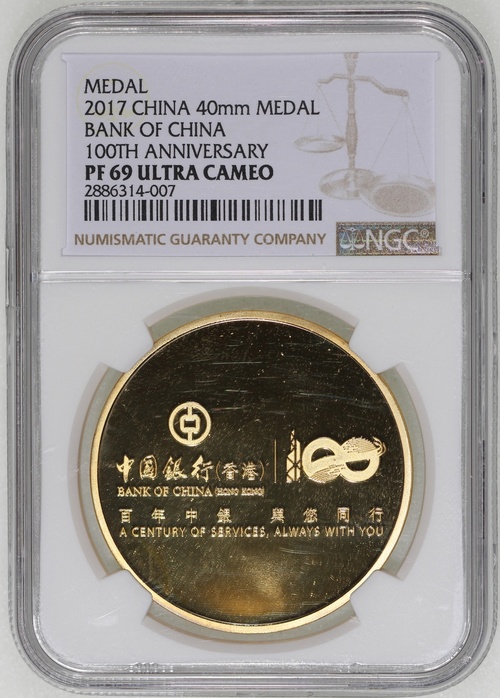 MEDAL
2017 CHINA 40mm MEDAL
BANK OF CHINA
100TH ANNIVERSARY
PF 69 ULTRA CAMEO
2886314-007
NUMISMATIC GUARANTY COMPANY
NGC®
中國銀行(香港)
BANK OF CHINA (HONG KONG)
100
百年中銀 與您同行
A CENTURY OF SERVICES, ALWAYS WITH YOU